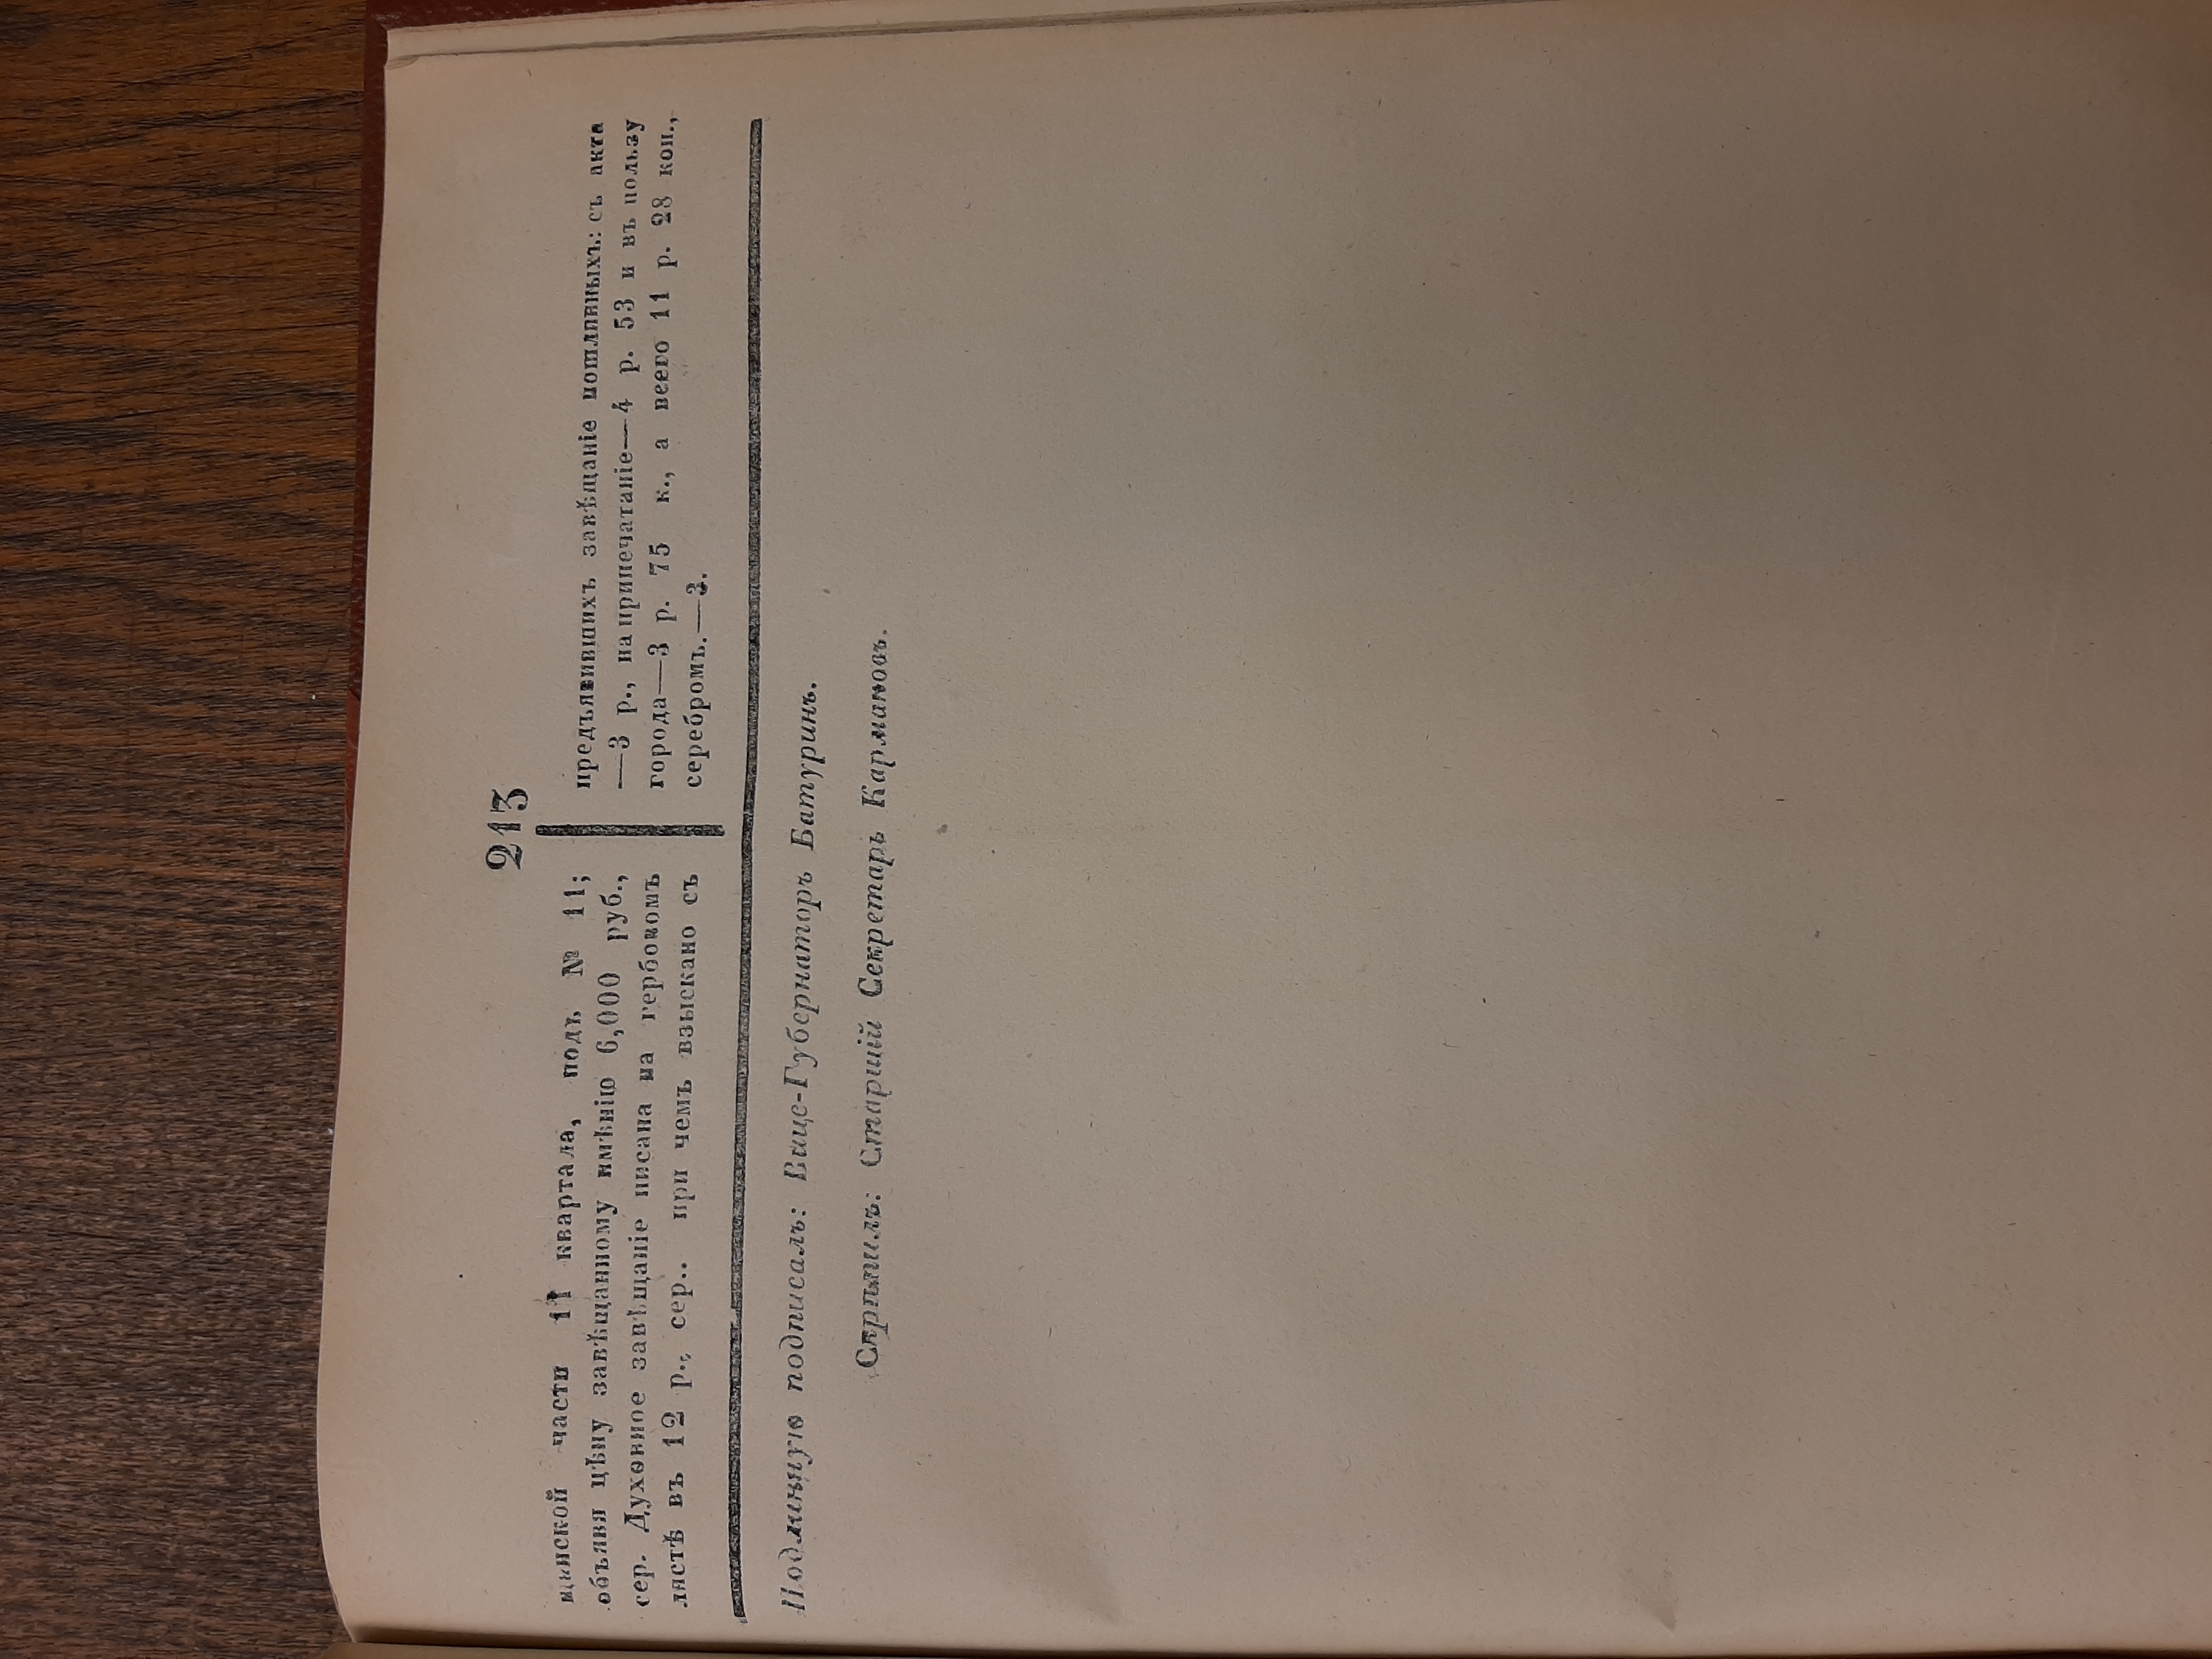 213
щанской части 11 квартала, подъ № 11;
объявя цѣну завѣщанному имѣнію 6,000 руб.,
сер. Духовное завѣщаніе писана на гербовомъ
листѣ въ 12 р., сер.. при чемъ взыскано съ
предъявившихъ завѣщаніе пошлинныхъ: съ акта
—3 р., на припечатаніе—4 р. 53 и въ пользу
города—3 р. 75 к., а веего 11 р. 28 коп.,
серебромъ.—3.
Подлинную подписалъ: Вице-Губернаторъ Батуринъ.
Скрѣпилъ: Старшій Секретарь Кармановъ.